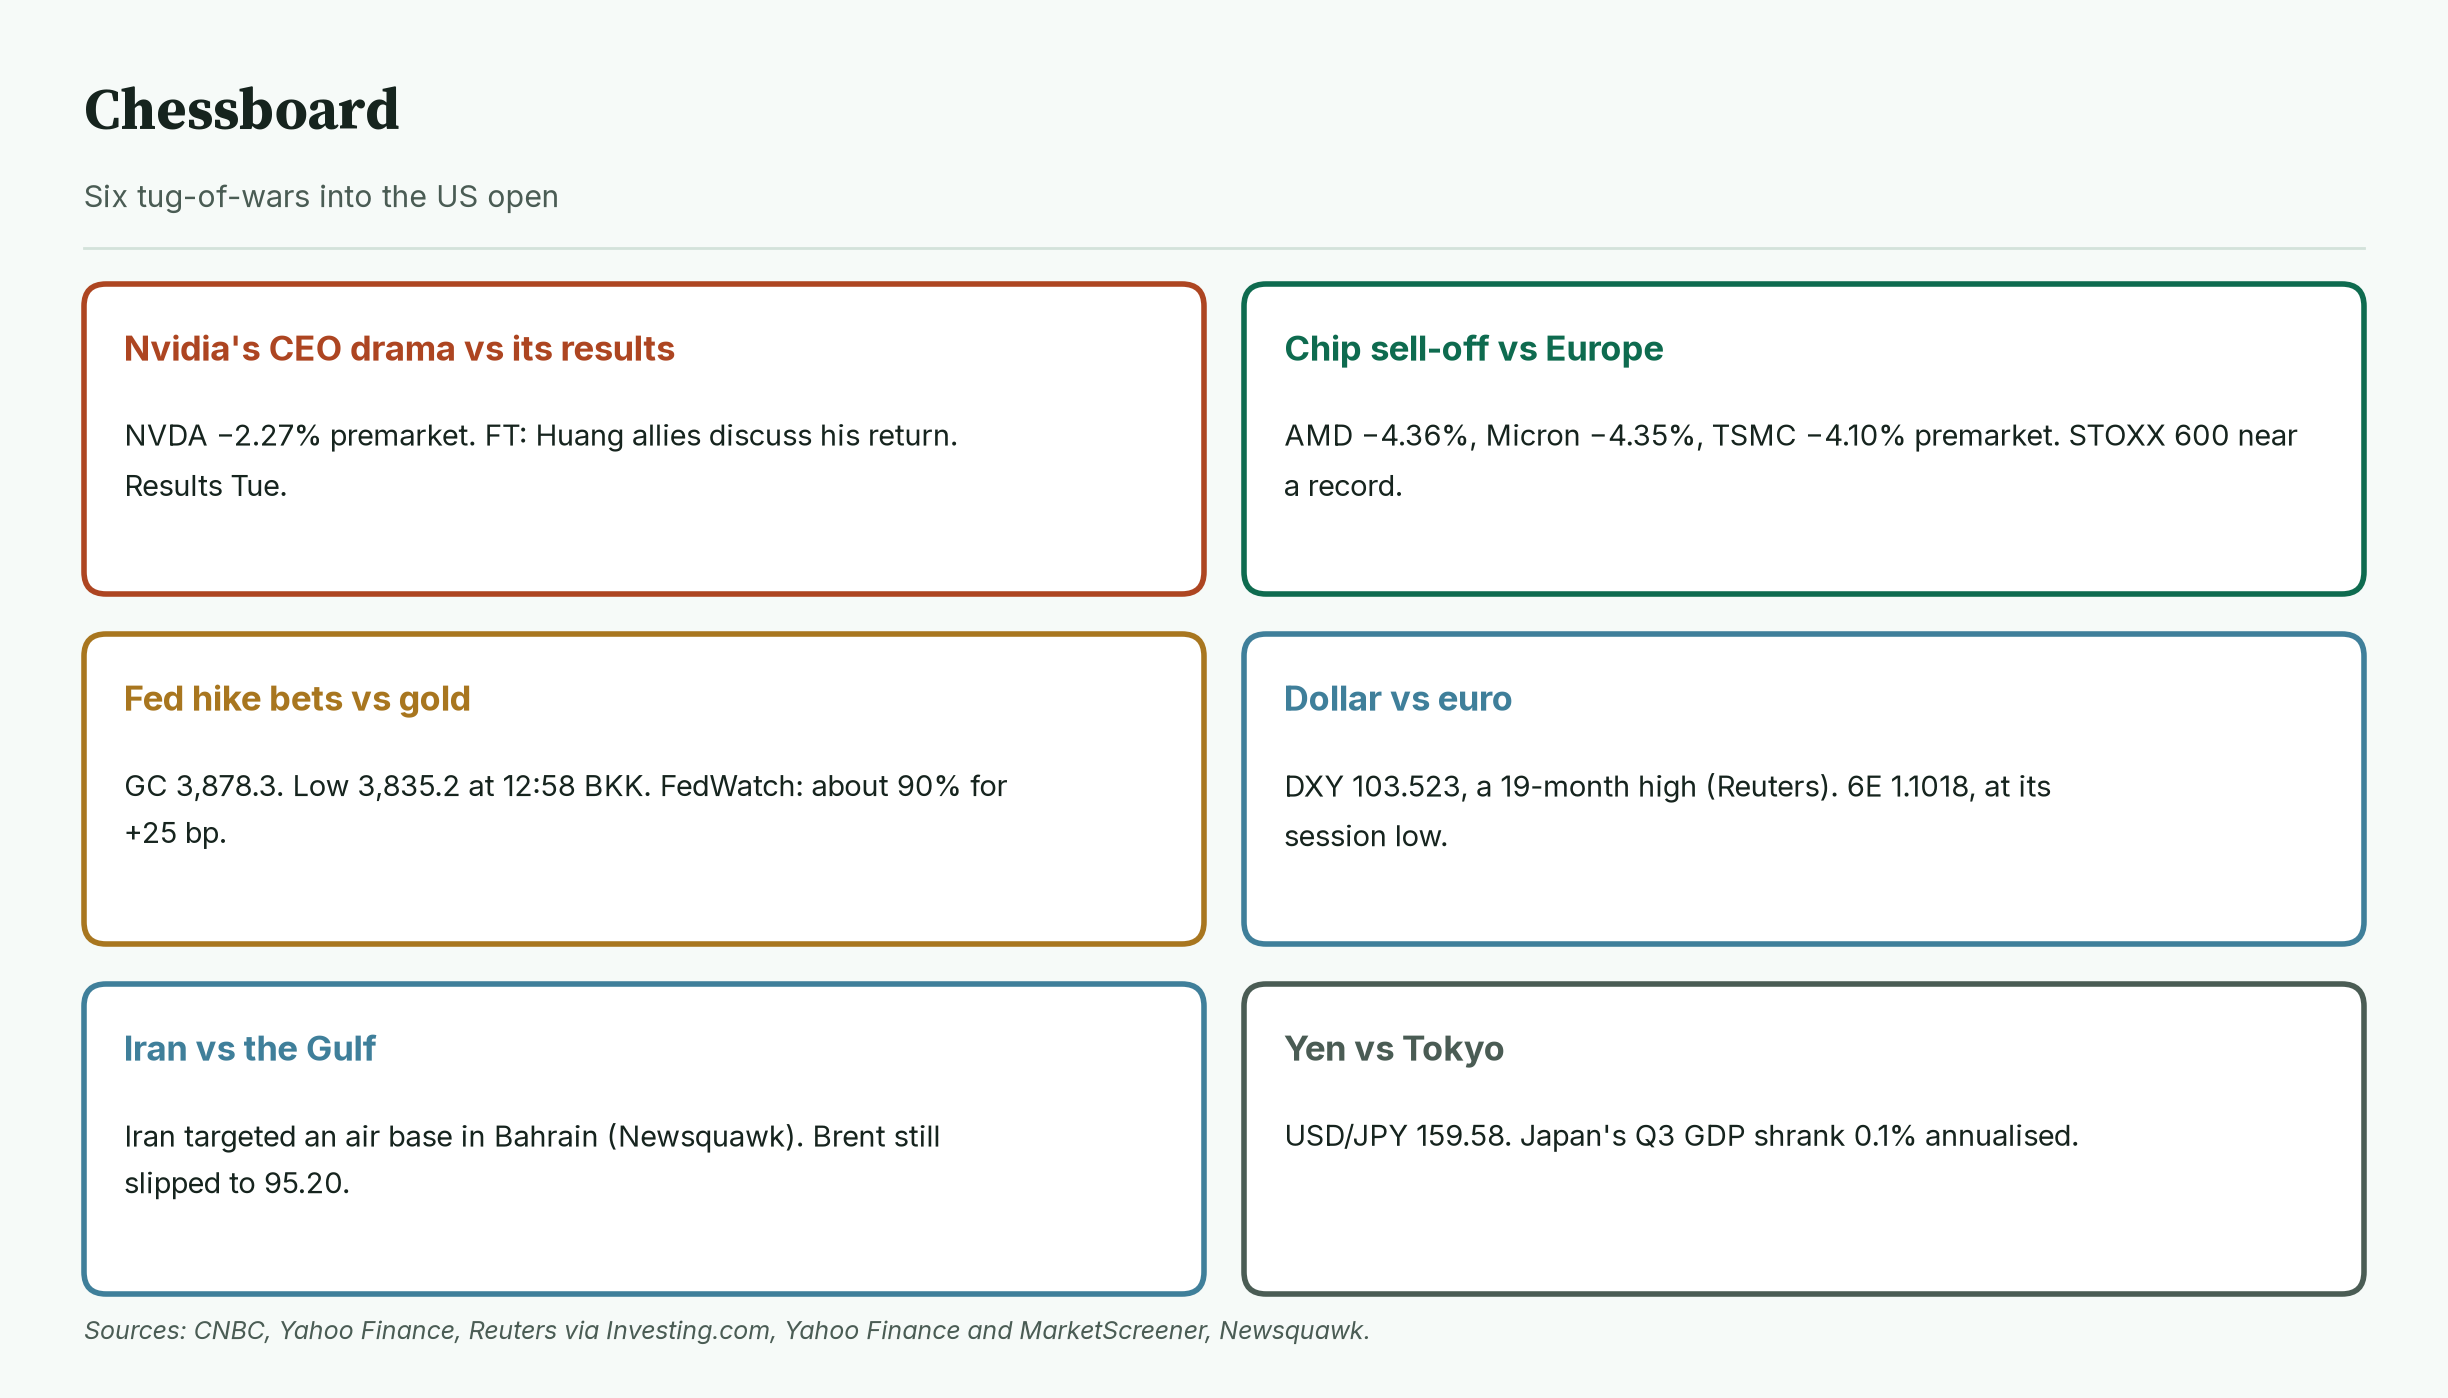 Chessboard
Six tug-of-wars into the US open
Nvidia's CEO drama vs its results
NVDA −2.27% premarket. FT: Huang allies discuss his return.
Results Tue.
Chip sell-off vs Europe
AMD −4.36%, Micron −4.35%, TSMC −4.10% premarket. STOXX 600 near
a record.
Fed hike bets vs gold
GC 3,878.3. Low 3,835.2 at 12:58 BKK. FedWatch: about 90% for
+25 bp.
Dollar vs euro
DXY 103.523, a 19-month high (Reuters). 6E 1.1018, at its
session low.
Iran vs the Gulf
Iran targeted an air base in Bahrain (Newsquawk). Brent still
slipped to 95.20.
Yen vs Tokyo
USD/JPY 159.58. Japan's Q3 GDP shrank 0.1% annualised.
Sources: CNBC, Yahoo Finance, Reuters via Investing.com, Yahoo Finance and MarketScreener, Newsquawk.